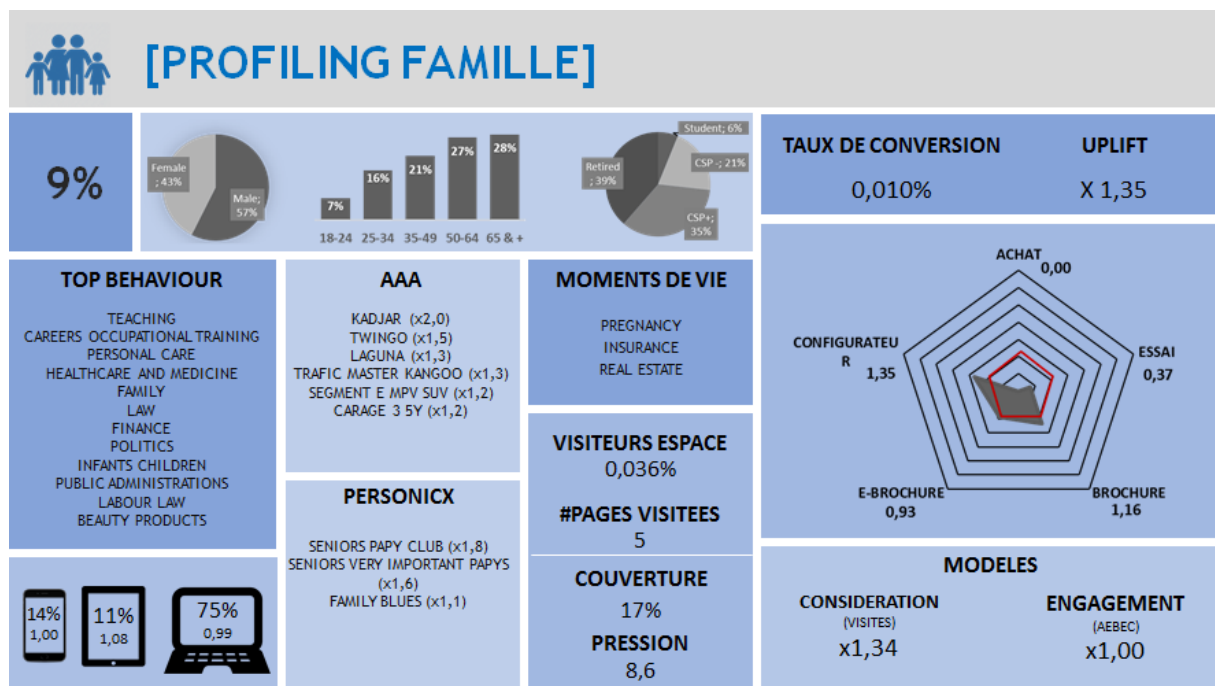 [PROFILING FAMILLE]
9%
Female
; 43%
Male;
57%
7%
16%
21%
27%
28%
18-24 25-34 35-49 50-64 65 & +
Student; 6%
CSP -; 21%
Retired
; 39%
CSP+;
35%
TAUX DE CONVERSION
0,010%
UPLIFT
X 1,35
TOP BEHAVIOUR
TEACHING
CAREERS OCCUPATIONAL TRAINING
PERSONAL CARE
HEALTHCARE AND MEDICINE
FAMILY
LAW
FINANCE
POLITICS
INFANTS CHILDREN
PUBLIC ADMINISTRATIONS
LABOUR LAW
BEAUTY PRODUCTS
AAA
KADJAR (x2,0)
TWINGO (x1,5)
LAGUNA (x1,3)
TRAFIC MASTER KANGOO (x1,3)
SEGMENT E MPV SUV (x1,2)
CARAGE 3 5Y (x1,2)
MOMENTS DE VIE
PREGNANCY
INSURANCE
REAL ESTATE
ACHAT
0,00
ESSAI
0,37
BROCHURE
1,16
E-BROCHURE
0,93
CONFIGURATEU
R
1,35
PERSONICX
SENIORS PAPY CLUB (x1,8)
SENIORS VERY IMPORTANT PAPYS
(x1,6)
FAMILY BLUES (x1,1)
VISITEURS ESPACE
0,036%
#PAGES VISITEES
5
COUVERTURE
17%
PRESSION
8,6
14%
1,00
11%
1,08
75%
0,99
MODELES
CONSIDERATION
(VISITES)
x1,34
ENGAGEMENT
(AEBEC)
x1,00